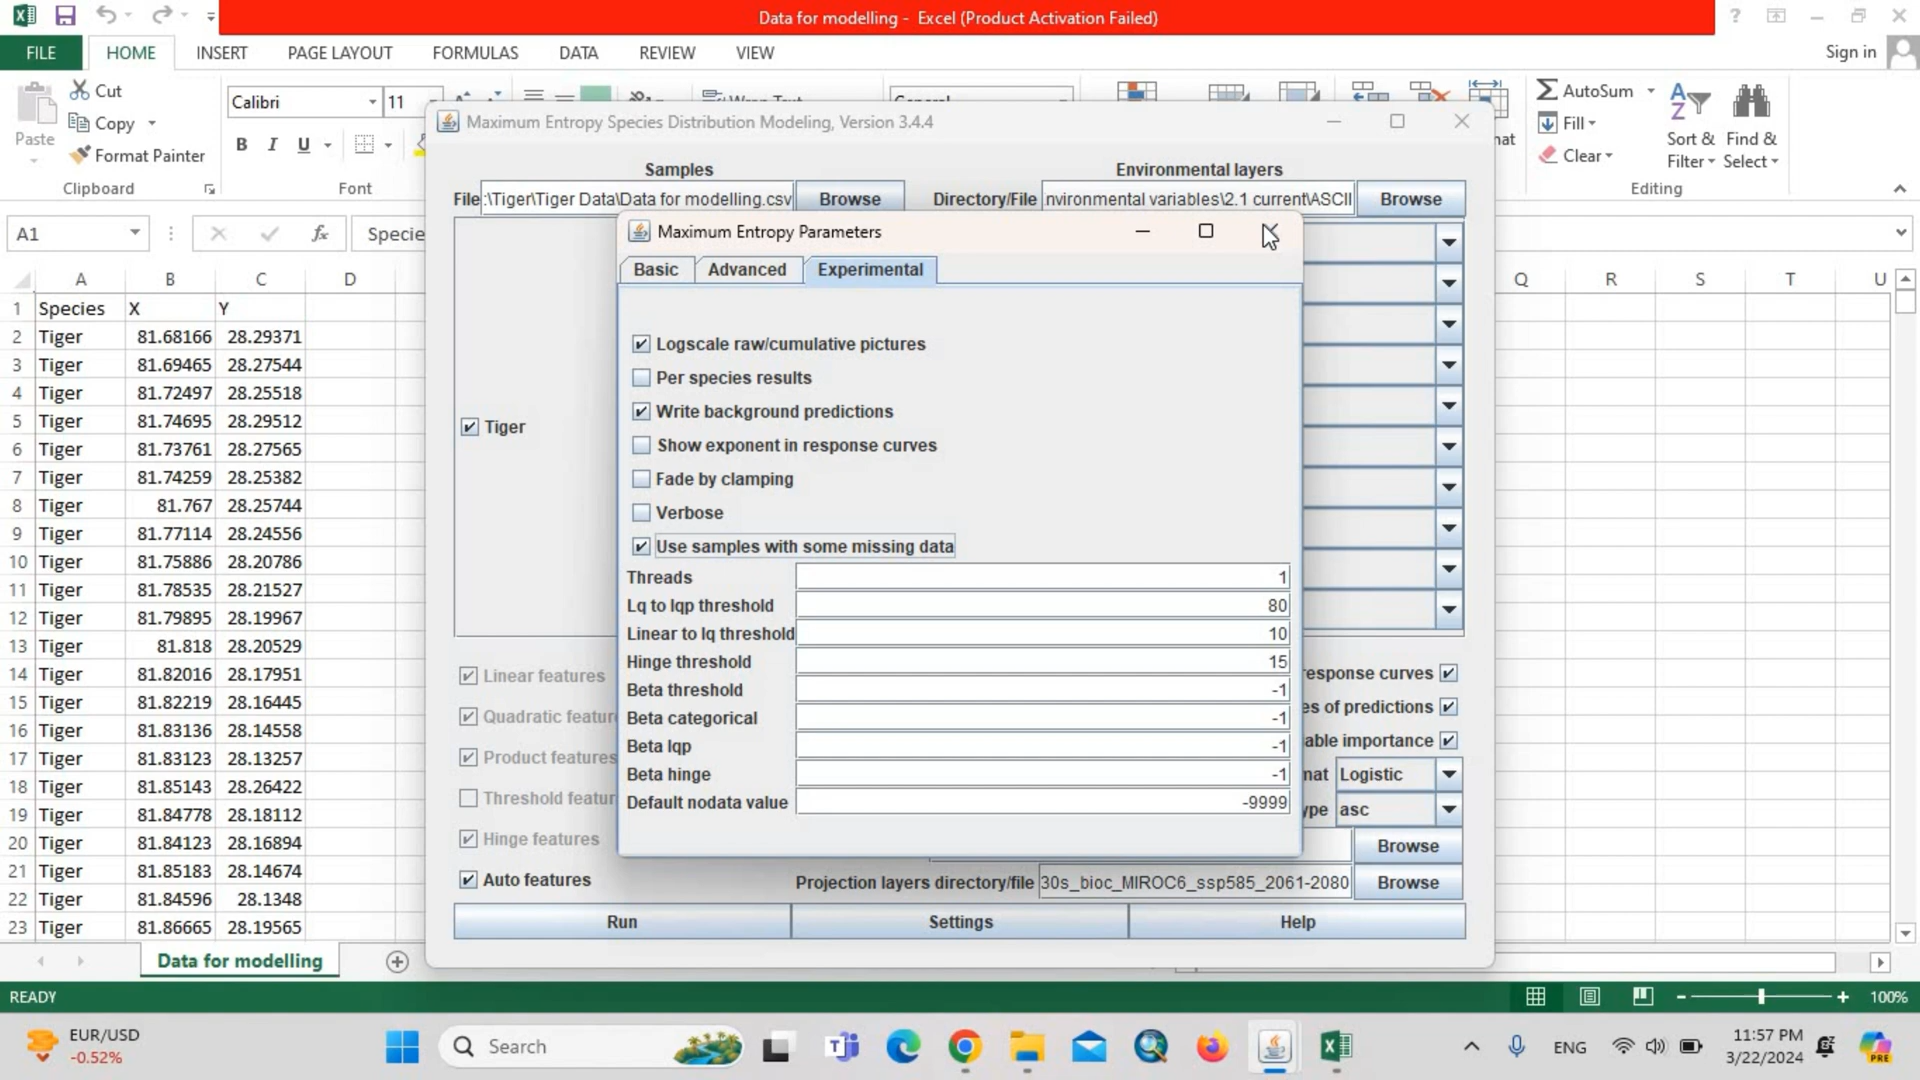 Data for modelling - Excel (Product Activation Failed)
FILE HOME INSERT PAGE LAYOUT FORMULAS DATA REVIEW VIEW Sign in
Paste
Cut
Copy
Format Painter
Clipboard
Calibri 11
B I U
Font
AutoSum
Fill
Clear
Sort & Filter
Find & Select
Editing
A1 fx Specie
A B C D Q R S T U
1 Species X Y
2 Tiger 81.68166 28.29371
3 Tiger 81.69465 28.27544
4 Tiger 81.72497 28.25518
5 Tiger 81.74695 28.29512
6 Tiger 81.73761 28.27565
7 Tiger 81.74259 28.25382
8 Tiger 81.767 28.25744
9 Tiger 81.77114 28.24556
10 Tiger 81.75886 28.20786
11 Tiger 81.78535 28.21527
12 Tiger 81.79895 28.19967
13 Tiger 81.818 28.20529
14 Tiger 81.82016 28.17951
15 Tiger 81.82219 28.16445
16 Tiger 81.83136 28.14558
17 Tiger 81.83123 28.13257
18 Tiger 81.85143 28.26422
19 Tiger 81.84778 28.18112
20 Tiger 81.84123 28.16894
21 Tiger 81.85183 28.14674
22 Tiger 81.84596 28.1348
23 Tiger 81.86665 28.19565
Data for modelling
READY 100%
Maximum Entropy Species Distribution Modeling, Version 3.4.4
Samples
File :\Tiger\Tiger Data\Data for modelling.csv Browse
Environmental layers
Directory/File nvironmental variables\2.1 current\ASCII Browse
Tiger
Linear features
Quadratic featur
Product features
Threshold featur
Hinge features
Auto features
esponse curves
es of predictions
able importance
nat Logistic
ype asc
Browse
Projection layers directory/file 30s_bioc_MIROC6_ssp585_2061-2080 Browse
Run Settings Help
Maximum Entropy Parameters
Basic Advanced Experimental
Logscale raw/cumulative pictures
Per species results
Write background predictions
Show exponent in response curves
Fade by clamping
Verbose
Use samples with some missing data
Threads 1
Lq to lqp threshold 80
Linear to lq threshold 10
Hinge threshold 15
Beta threshold -1
Beta categorical -1
Beta lqp -1
Beta hinge -1
Default nodata value -9999
EUR/USD
-0.52%
Search
ENG
11:57 PM
3/22/2024
PRE